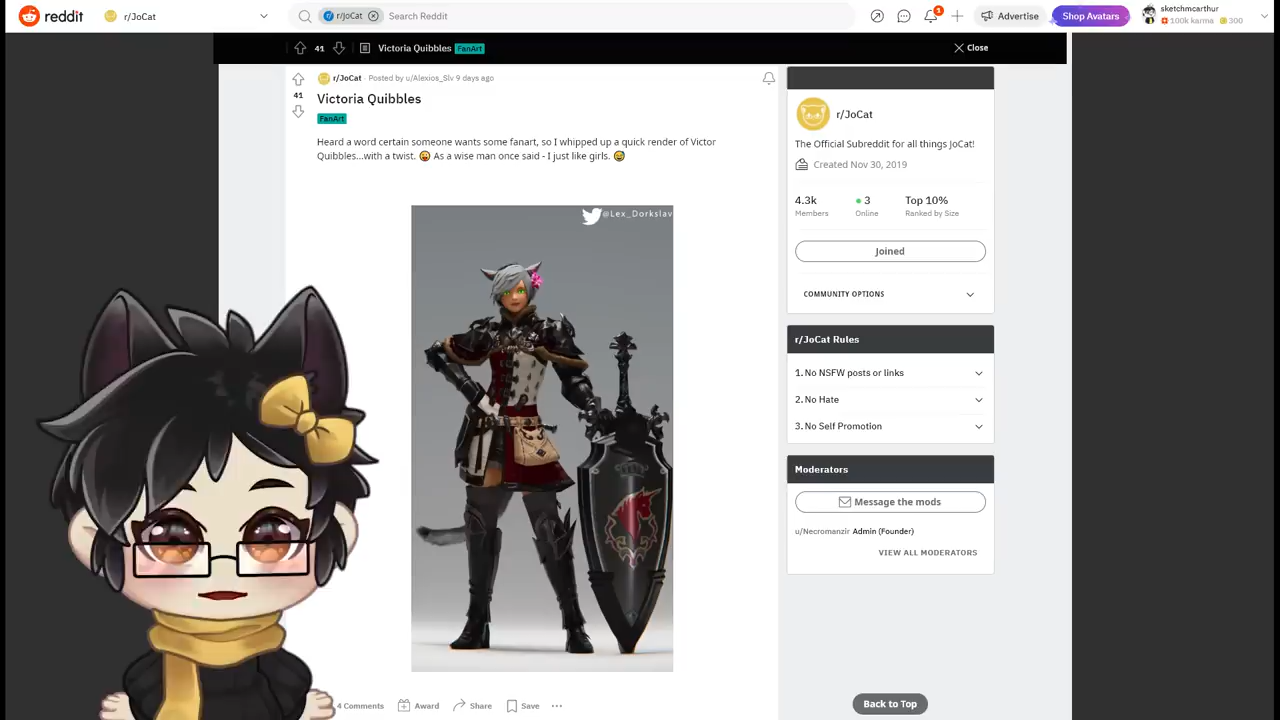 reddit
r/JoCat
r/JoCat
Search Reddit
1
Advertise
Shop Avatars
sketchmcarthur
100k karma
300
41
Victoria Quibbles
FanArt
Close
r/JoCat · Posted by u/Alexios_Slv 9 days ago
41
Victoria Quibbles
FanArt
Heard a word certain someone wants some fanart, so I whipped up a quick render of Victor
Quibbles...with a twist. 😛 As a wise man once said - I just like girls. 😅
@Lex_Dorkslav
4 Comments
Award
Share
Save
r/JoCat
The Official Subreddit for all things JoCat!
Created Nov 30, 2019
4.3k
3
Top 10%
Members
Online
Ranked by Size
Joined
COMMUNITY OPTIONS
r/JoCat Rules
1. No NSFW posts or links
2. No Hate
3. No Self Promotion
Moderators
Message the mods
u/Necromanzir Admin (Founder)
VIEW ALL MODERATORS
Back to Top